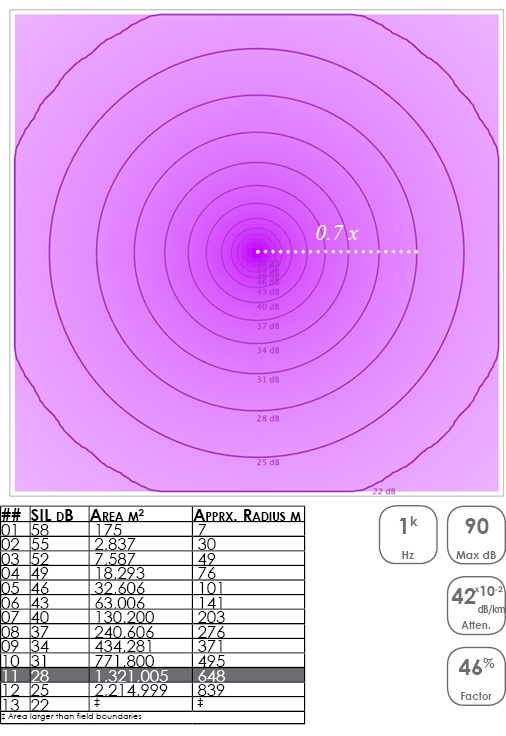 0.7 x
43 dB
40 dB
37 dB
34 dB
31 dB
28 dB
25 dB
22 dB
## SIL dB Area m² Apprx. Radius m
01 58 175 7
02 55 2,837 30
03 52 7,587 49
04 49 18,293 76
05 46 32,606 101
06 43 63,006 141
07 40 130,200 203
08 37 240,606 276
09 34 434,281 371
10 31 771,800 495
11 28 1,321,005 648
12 25 2,214,999 839
13 22 ‡ ‡
‡ Area larger than field boundaries
1k
Hz
90
Max dB
42x10-2
dB/km
Atten.
46%
Factor